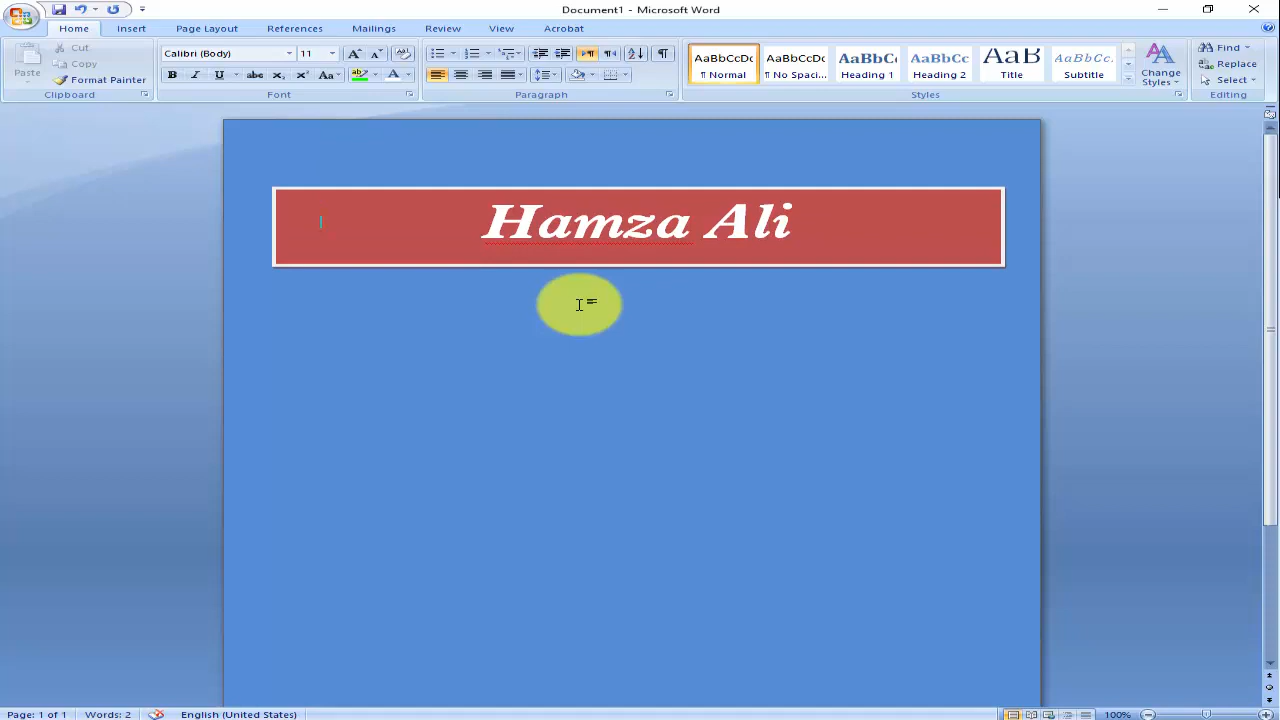 Document1 - Microsoft Word
Home Insert Page Layout References Mailings Review View Acrobat
Paste
Cut
Copy
Format Painter
Clipboard
Calibri (Body) 11
Font
Paragraph
AaBbCcDc AaBbCcDc AaBbC AaBbCc AaB AaBbCc.
¶ Normal ¶ No Spaci... Heading 1 Heading 2 Title Subtitle
Change Styles
Styles
Find
Replace
Select
Editing
Hamza Ali
Page: 1 of 1 Words: 2 English (United States) 100%